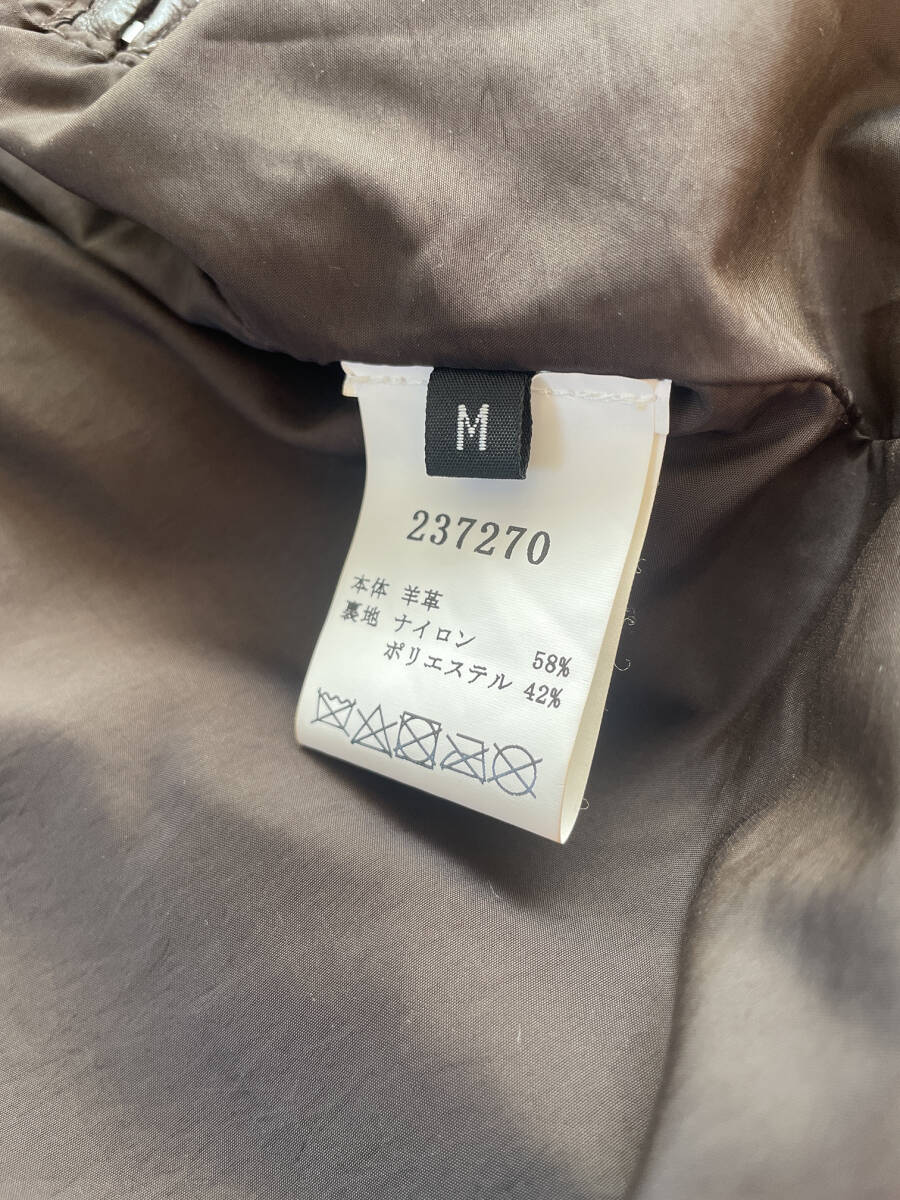 M
237270
本体 羊革
裏地 ナイロン 58%
ポリエステル 42%